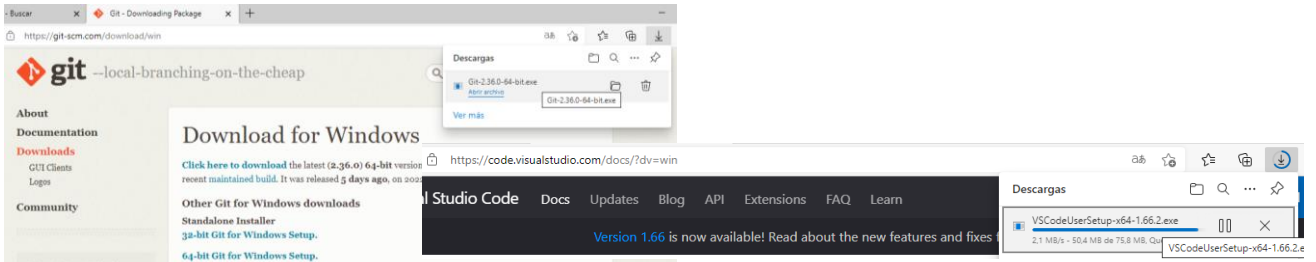 - Buscar
Git - Downloading Package
https://git-scm.com/download/win
git --local-branching-on-the-cheap
About
Documentation
Downloads
GUI Clients
Logos
Community
Download for Windows
Click here to download the latest (2.36.0) 64-bit version
recent maintained build. It was released 5 days ago, on
Other Git for Windows downloads
Standalone Installer
32-bit Git for Windows Setup.
64-bit Git for Windows Setup.
Descargas
Git-2.36.0-64-bit.exe
Abrir archivo
Git-2.36.0-64-bit.exe
Ver más
https://code.visualstudio.com/docs/?dv=win
l Studio Code Docs Updates Blog API Extensions FAQ Learn
Version 1.66 is now available! Read about the new features and fixes
Descargas
VSCodeUserSetup-x64-1.66.2.exe
2,1 MB/s - 50,4 MB de 75,8 MB, Qu
VSCodeUserSetup-x64-1.66.2.e